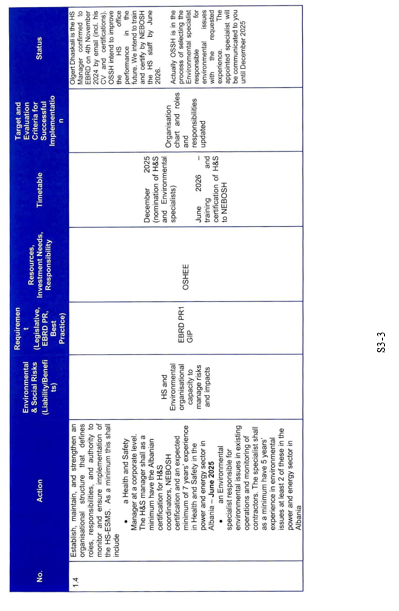 No.
Action
Environmental
& Social Risks
(Liability/Benefi
ts)
Requiremen
t
(Legislative,
EBRD PR,
Best
Practice)
Resources,
Investment Needs,
Responsibility
Timetable
Target and
Evaluation
Criteria for
Successful
Implementatio
n
Status
1.4
Establish, maintain, and strengthen an
organisational structure that defines
roles, responsibilities, and authority to
monitor and ensure implementation of
the HS-ESMS. As a minimum this shall
include
• a Health and Safety
Manager at a corporate level.
The H&S manager shall as a
minimum have the Albanian
certification for H&S
coordinators, NEBOSH
certification and an expected
minimum of 7 years' experience
in Health and Safety in the
power and energy sector in
Albania – June 2025
• an Environmental
specialist responsible for
environmental issues in existing
operations and monitoring of
contractors. The specialist shall
as a minimum have 5 years'
experience in environmental
issues at least 2 of these in the
power and energy sector in
Albania
HS and
Environmental
organisational
capacity to
manage risks
and impacts
EBRD PR1
GIP
OSHEE
December 2025
(nomination of H&S
and Environmental
specialists)
June 2026 –
training and
certification of H&S
to NEBOSH
Organisation
chart and roles
and
responsibilities
updated
Olgert Dhaskali is the HS
Manager confirmed to
EBRD on 4th November
2024 by email (incl. his
CV and certifications).
OSSH intend to improve
the HS office
performance in the
future. We intend to train
and certify by NEBOSH
the HS staff by June
2026.
Actually OSSH is in the
process of selecting the
Environmental specialist
responsible for
environmental issues
with the requested
experience. The
appointed specialist will
be communicated to you
until December 2025
S3-3